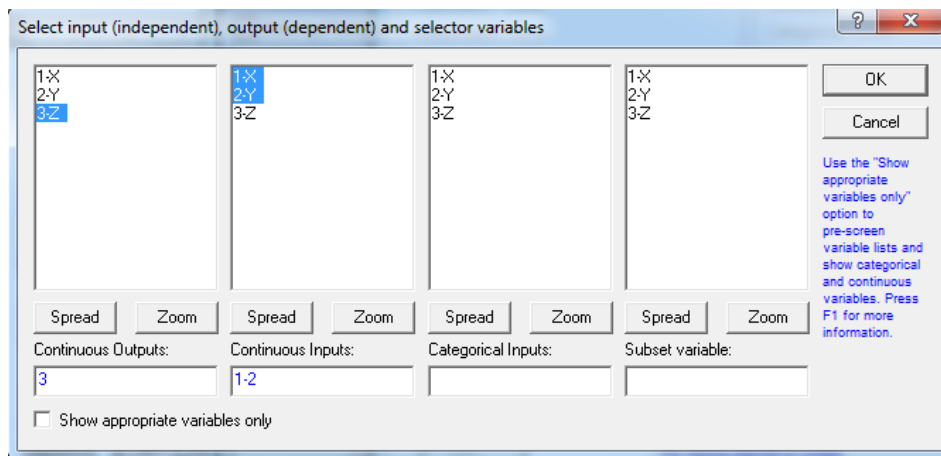 Select input (independent), output (dependent) and selector variables
?
X
1-X
2-Y
3-Z
1-X
2-Y
3-Z
1-X
2-Y
3-Z
1-X
2-Y
3-Z
OK
Cancel
Use the "Show
appropriate
variables only"
option to
pre-screen
variable lists and
show categorical
and continuous
variables. Press
F1 for more
information.
Spread Zoom Spread Zoom Spread Zoom Spread Zoom
Continuous Outputs: Continuous Inputs: Categorical Inputs: Subset variable:
3 1-2
Show appropriate variables only